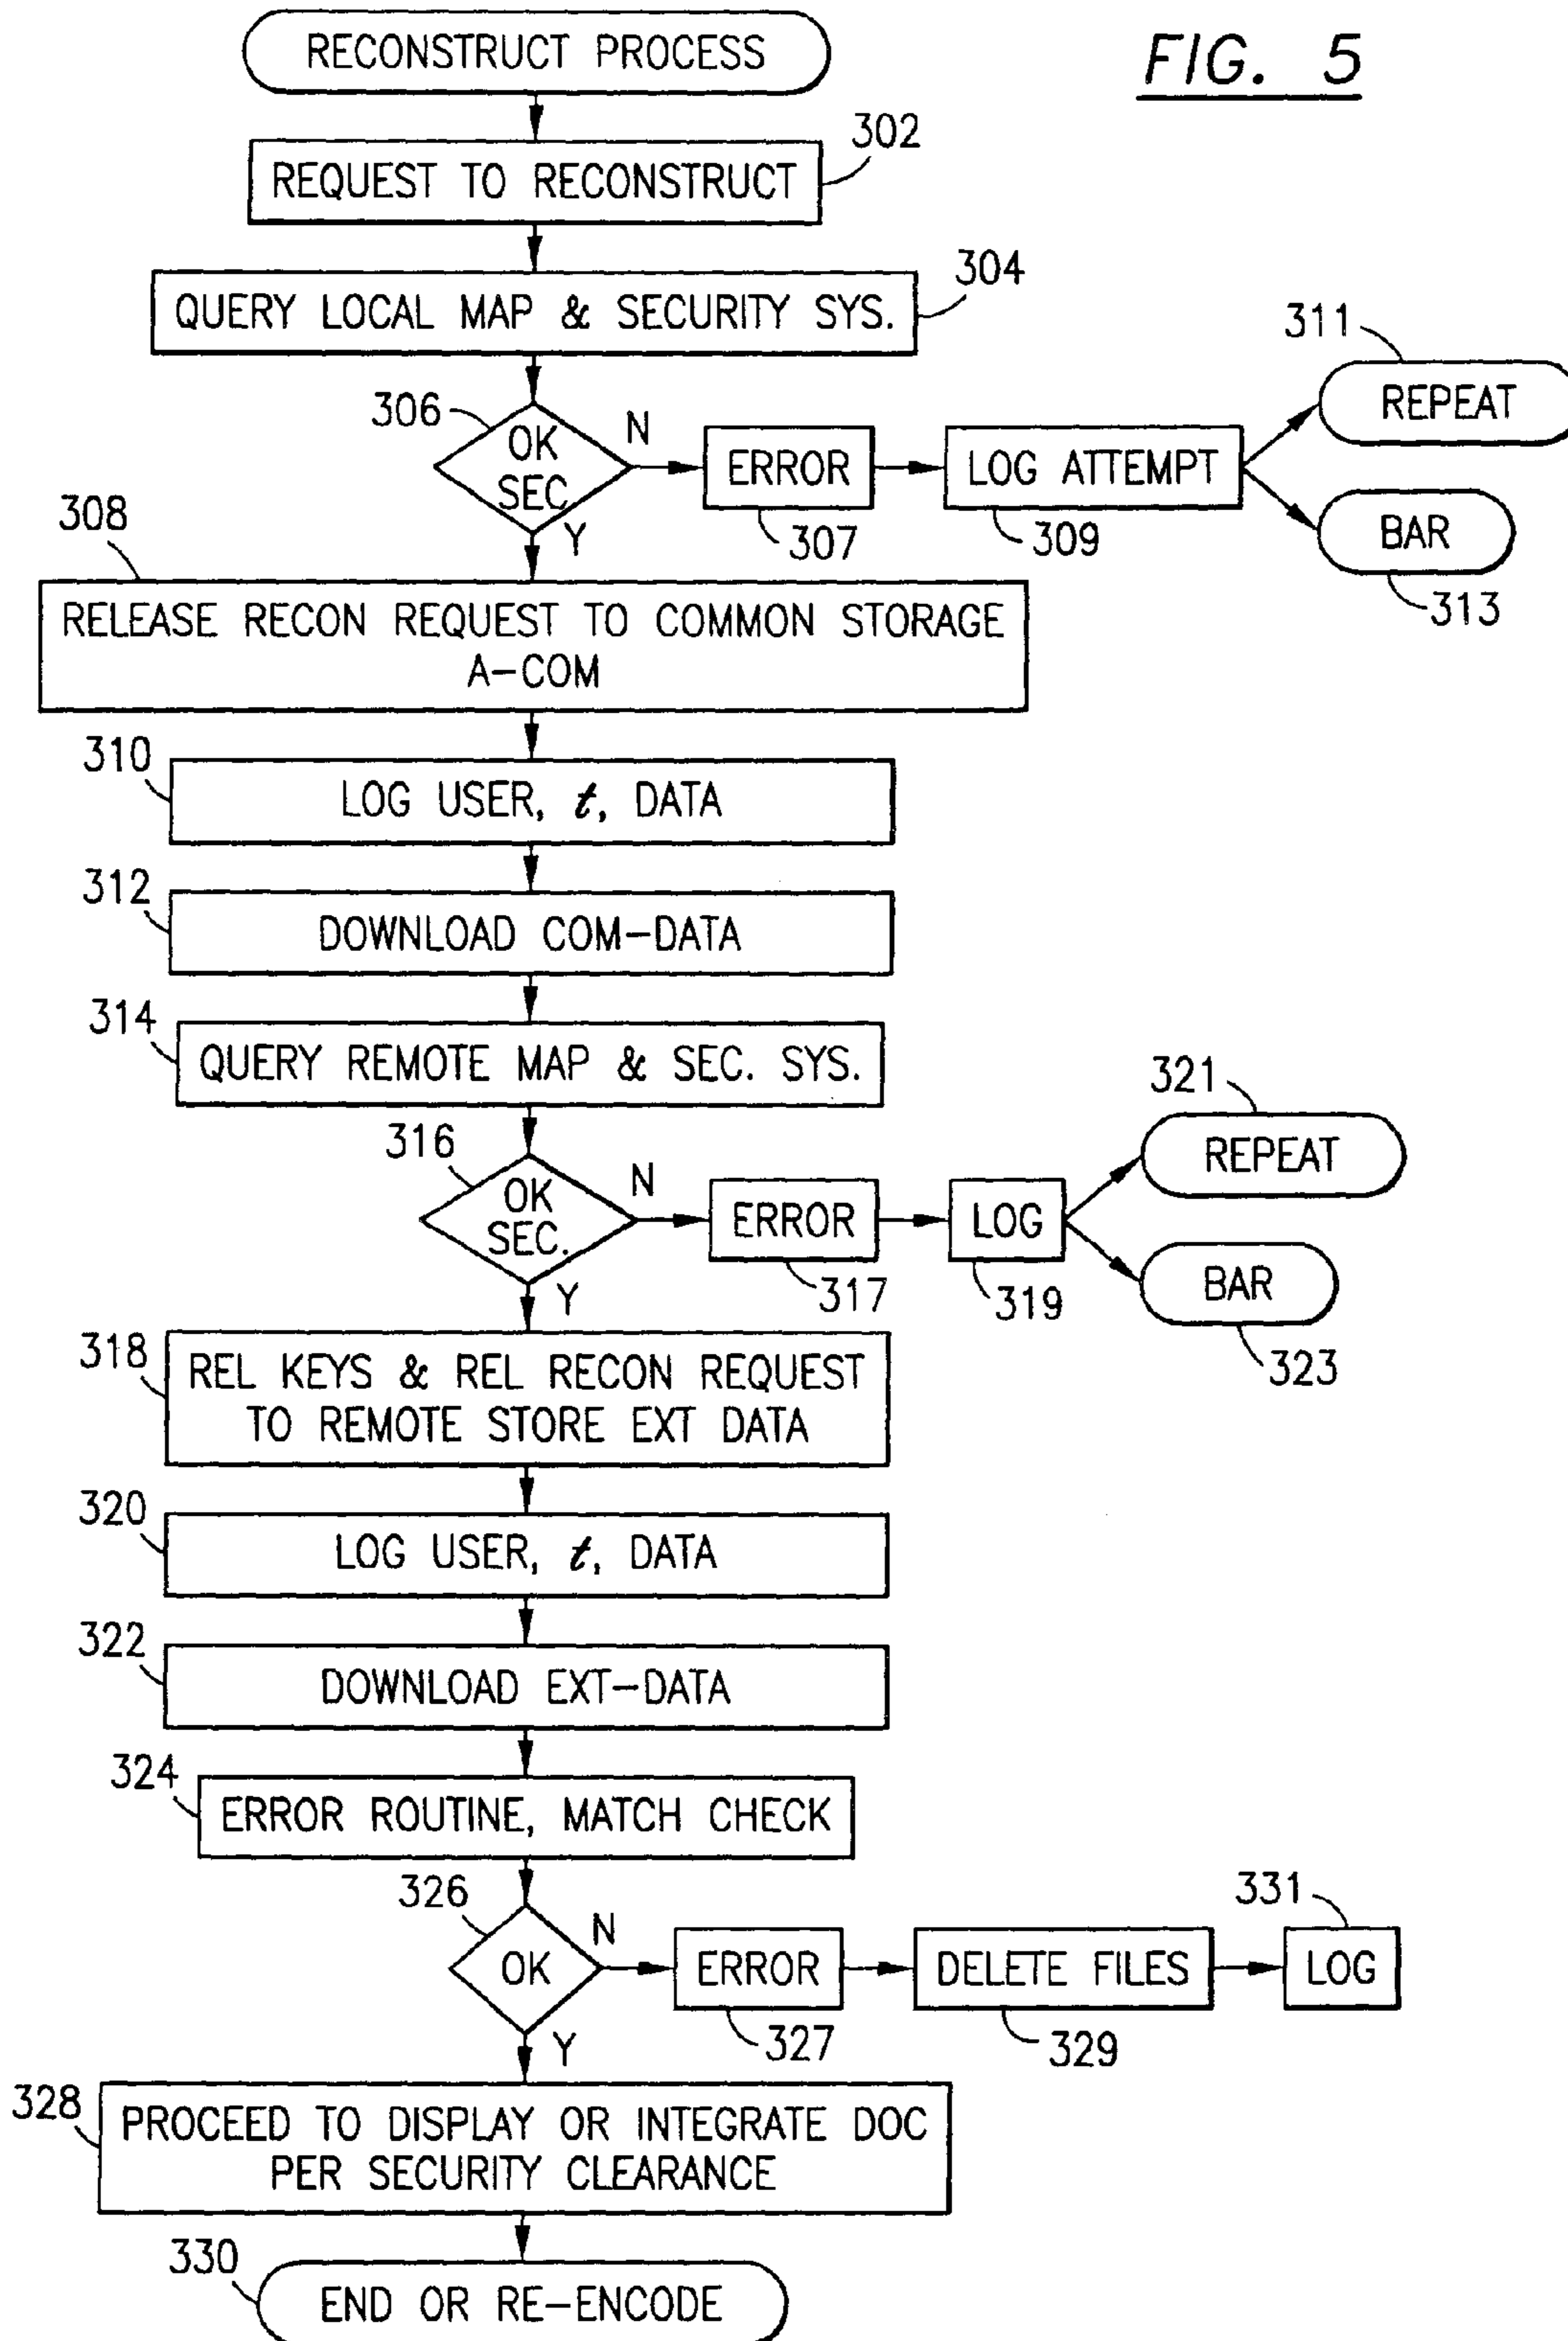 RECONSTRUCT PROCESS
FIG. 5
302
REQUEST TO RECONSTRUCT
304
QUERY LOCAL MAP & SECURITY SYS.
306
OK
SEC
N
Y
ERROR
307
LOG ATTEMPT
309
311
REPEAT
BAR
313
308
RELEASE RECON REQUEST TO COMMON STORAGE
A-COM
310
LOG USER, t, DATA
312
DOWNLOAD COM-DATA
314
QUERY REMOTE MAP & SEC. SYS.
316
OK
SEC.
N
Y
ERROR
317
LOG
319
321
REPEAT
BAR
323
318
REL KEYS & REL RECON REQUEST
TO REMOTE STORE EXT DATA
320
LOG USER, t, DATA
322
DOWNLOAD EXT-DATA
324
ERROR ROUTINE, MATCH CHECK
326
OK
N
Y
ERROR
327
DELETE FILES
329
331
LOG
328
PROCEED TO DISPLAY OR INTEGRATE DOC
PER SECURITY CLEARANCE
330
END OR RE-ENCODE